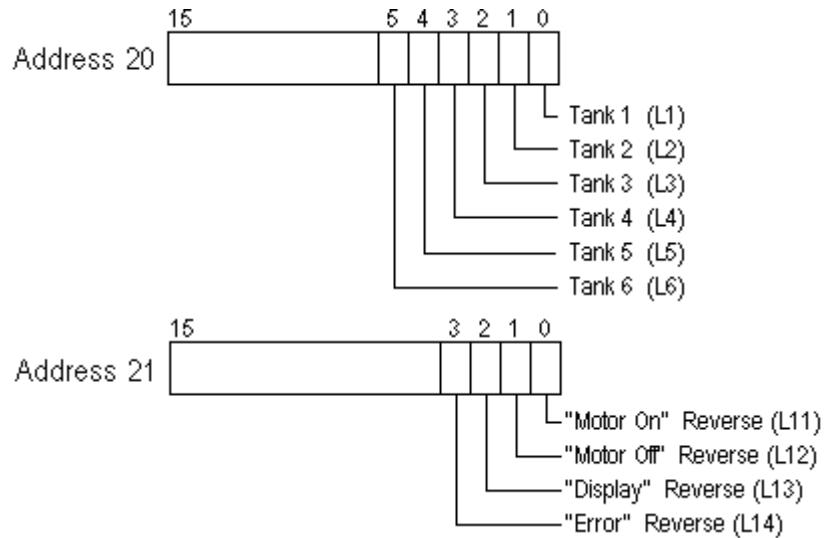 15 5 4 3 2 1 0
Address 20
Tank 1 (L1)
Tank 2 (L2)
Tank 3 (L3)
Tank 4 (L4)
Tank 5 (L5)
Tank 6 (L6)
15 3 2 1 0
Address 21
"Motor On" Reverse (L11)
"Motor Off" Reverse (L12)
"Display" Reverse (L13)
"Error" Reverse (L14)